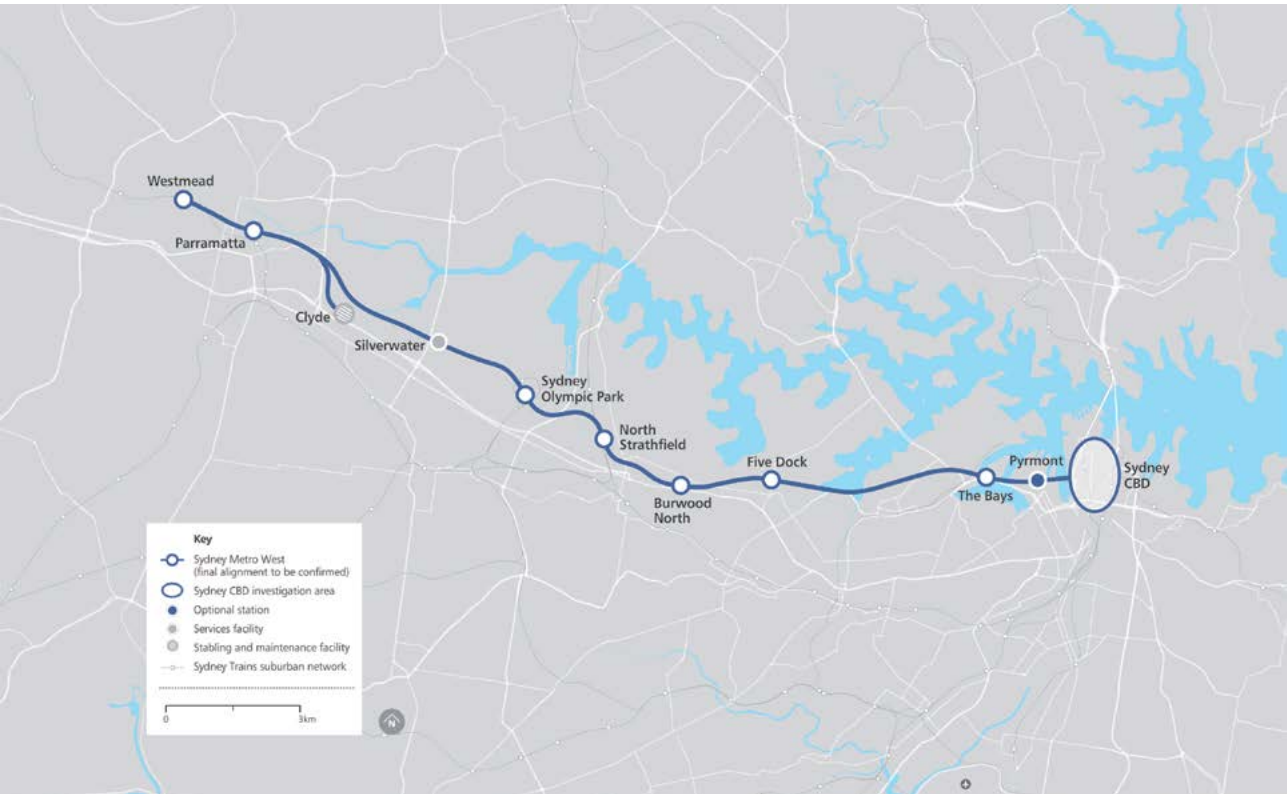 Westmead
Parramatta
Clyde
Silverwater
Sydney
Olympic Park
North
Strathfield
Burwood
North
Five Dock
The Bays
Pyrmont
Sydney
CBD
Key
Sydney Metro West
(final alignment to be confirmed)
Sydney CBD investigation area
Optional station
Services facility
Stabling and maintenance facility
Sydney Trains suburban network
0 3km
N